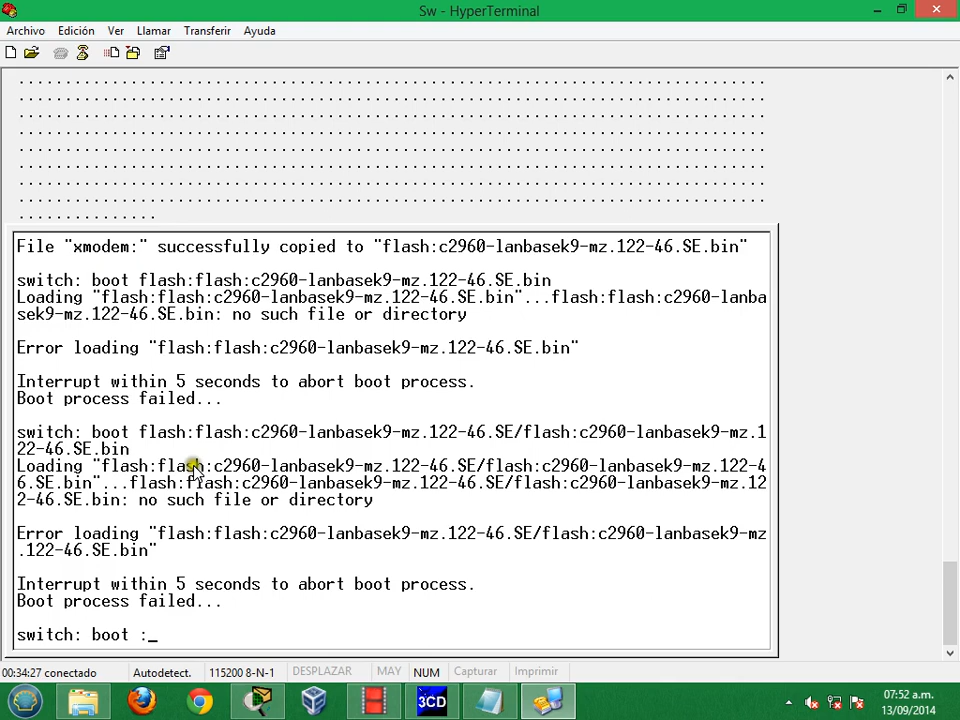 Sw - HyperTerminal
Archivo Edición Ver Llamar Transferir Ayuda
................................................................................
................................................................................
................................................................................
................................................................................
................................................................................
................................................................................
................................................................................
................................................................................
...............
File "xmodem:" successfully copied to "flash:c2960-lanbasek9-mz.122-46.SE.bin"
switch: boot flash:flash:c2960-lanbasek9-mz.122-46.SE.bin
Loading "flash:flash:c2960-lanbasek9-mz.122-46.SE.bin"...flash:flash:c2960-lanba
sek9-mz.122-46.SE.bin: no such file or directory
Error loading "flash:flash:c2960-lanbasek9-mz.122-46.SE.bin"
Interrupt within 5 seconds to abort boot process.
Boot process failed...
switch: boot flash:flash:c2960-lanbasek9-mz.122-46.SE/flash:c2960-lanbasek9-mz.1
22-46.SE.bin
Loading "flash:flash:c2960-lanbasek9-mz.122-46.SE/flash:c2960-lanbasek9-mz.122-4
6.SE.bin"...flash:flash:c2960-lanbasek9-mz.122-46.SE/flash:c2960-lanbasek9-mz.12
2-46.SE.bin: no such file or directory
Error loading "flash:flash:c2960-lanbasek9-mz.122-46.SE/flash:c2960-lanbasek9-mz
.122-46.SE.bin"
Interrupt within 5 seconds to abort boot process.
Boot process failed...
switch: boot :_
00:34:27 conectado Autodetect. 115200 8-N-1 DESPLAZAR MAY NUM Capturar Imprimir
3CD
07:52 a.m.
13/09/2014